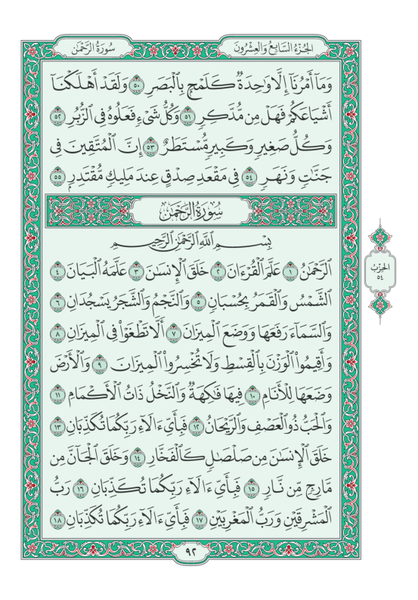 الجُزْءُ السَّابِعُ وَالعِشْرُونَ
سُورَةُ الرَّحْمَٰن
وَمَآ أَمْرُنَآ إِلَّا وَٰحِدَةٌ كَلَمْحٍۭ بِٱلْبَصَرِ ٥٠ وَلَقَدْ أَهْلَكْنَآ
أَشْيَاعَكُمْ فَهَلْ مِن مُّدَّكِرٍ ٥١ وَكُلُّ شَىْءٍ فَعَلُوهُ فِى ٱلزُّبُرِ ٥٢
وَكُلُّ صَغِيرٍ وَكَبِيرٍ مُّسْتَطَرٌ ٥٣ إِنَّ ٱلْمُتَّقِينَ فِى
جَنَّٰتٍ وَنَهَرٍ ٥٤ فِى مَقْعَدِ صِدْقٍ عِندَ مَلِيكٍ مُّقْتَدِرٍۭ ٥٥
سُورَةُ الرَّحْمَٰن
بِسْمِ ٱللَّهِ ٱلرَّحْمَٰنِ ٱلرَّحِيمِ
ٱلرَّحْمَٰنُ ١ عَلَّمَ ٱلْقُرْءَانَ ٢ خَلَقَ ٱلْإِنسَٰنَ ٣ عَلَّمَهُ ٱلْبَيَانَ ٤
ٱلشَّمْسُ وَٱلْقَمَرُ بِحُسْبَانٍ ٥ وَٱلنَّجْمُ وَٱلشَّجَرُ يَسْجُدَانِ ٦
وَٱلسَّمَآءَ رَفَعَهَا وَوَضَعَ ٱلْمِيزَانَ ٧ أَلَّا تَطْغَوْا۟ فِى ٱلْمِيزَانِ ٨
وَأَقِيمُوا۟ ٱلْوَزْنَ بِٱلْقِسْطِ وَلَا تُخْسِرُوا۟ ٱلْمِيزَانَ ٩ وَٱلْأَرْضَ
وَضَعَهَا لِلْأَنَامِ ١٠ فِيهَا فَٰكِهَةٌ وَٱلنَّخْلُ ذَاتُ ٱلْأَكْمَامِ ١١
وَٱلْحَبُّ ذُو ٱلْعَصْفِ وَٱلرَّيْحَانُ ١٢ فَبِأَىِّ ءَالَآءِ رَبِّكُمَا تُكَذِّبَانِ ١٣
خَلَقَ ٱلْإِنسَٰنَ مِن صَلْصَٰلٍ كَٱلْفَخَّارِ ١٤ وَخَلَقَ ٱلْجَآنَّ مِن
مَّارِجٍ مِّن نَّارٍ ١٥ فَبِأَىِّ ءَالَآءِ رَبِّكُمَا تُكَذِّبَانِ ١٦ رَبُّ
ٱلْمَشْرِقَيْنِ وَرَبُّ ٱلْمَغْرِبَيْنِ ١٧ فَبِأَىِّ ءَالَآءِ رَبِّكُمَا تُكَذِّبَانِ ١٨
الحِزْبُ
٥٤
٩٢